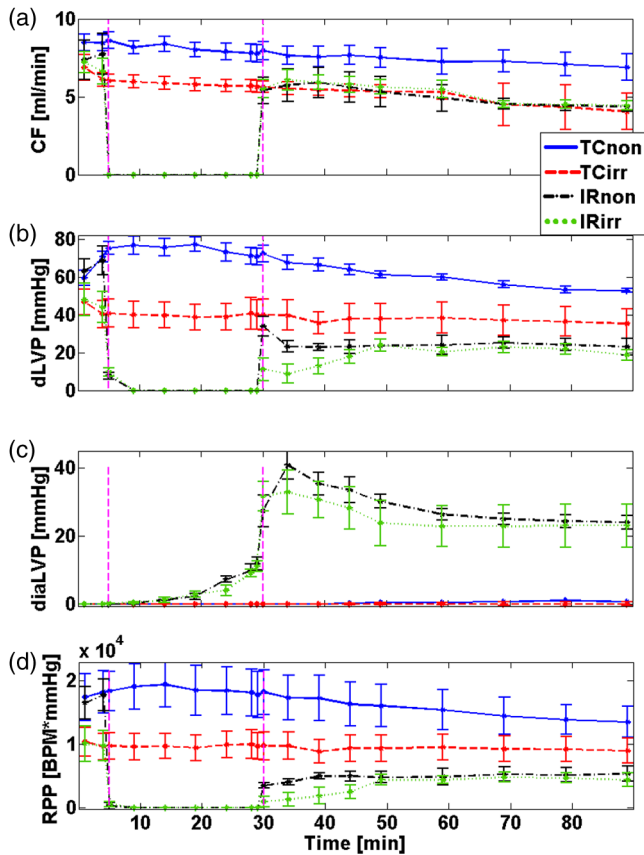 (a)
10
5
0
CF [ml/min]
TCnon
TCirr
IRnon
IRirr
(b)
80
60
40
20
0
dLVP [mmHg]
(c)
40
20
0
diaLVP [mmHg]
(d)
x 10^4
2
1
0
RPP [BPM*mmHg]
10 20 30 40 50 60 70 80
Time [min]